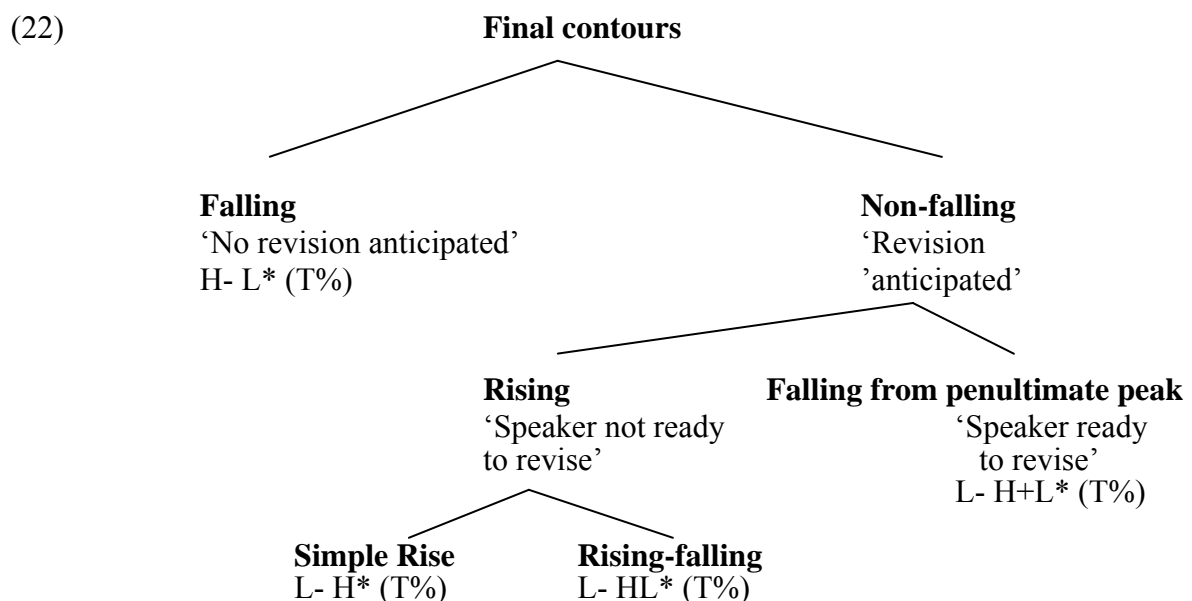 (22) Final contours
Falling Non-falling
‘No revision anticipated’ ‘Revision
H- L* (T%) ’anticipated’
Rising Falling from penultimate peak
‘Speaker not ready ‘Speaker ready
to revise’ to revise’
L- H+L* (T%)
Simple Rise Rising-falling
L- H* (T%) L- HL* (T%)